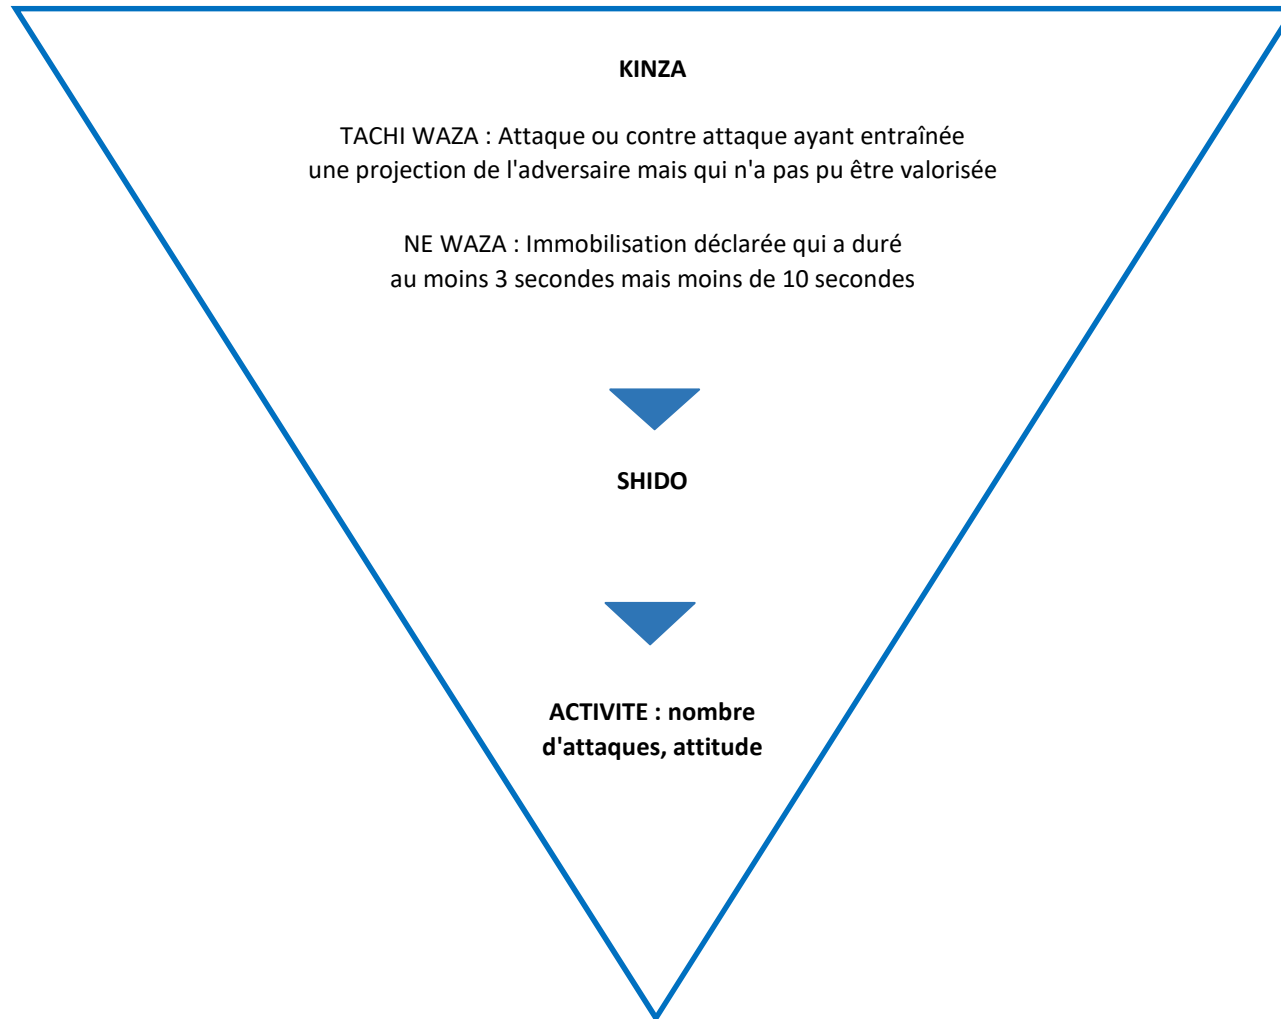 KINZA
TACHI WAZA : Attaque ou contre attaque ayant entraînée
une projection de l'adversaire mais qui n'a pas pu être valorisée
NE WAZA : Immobilisation déclarée qui a duré
au moins 3 secondes mais moins de 10 secondes
SHIDO
ACTIVITE : nombre
d'attaques, attitude